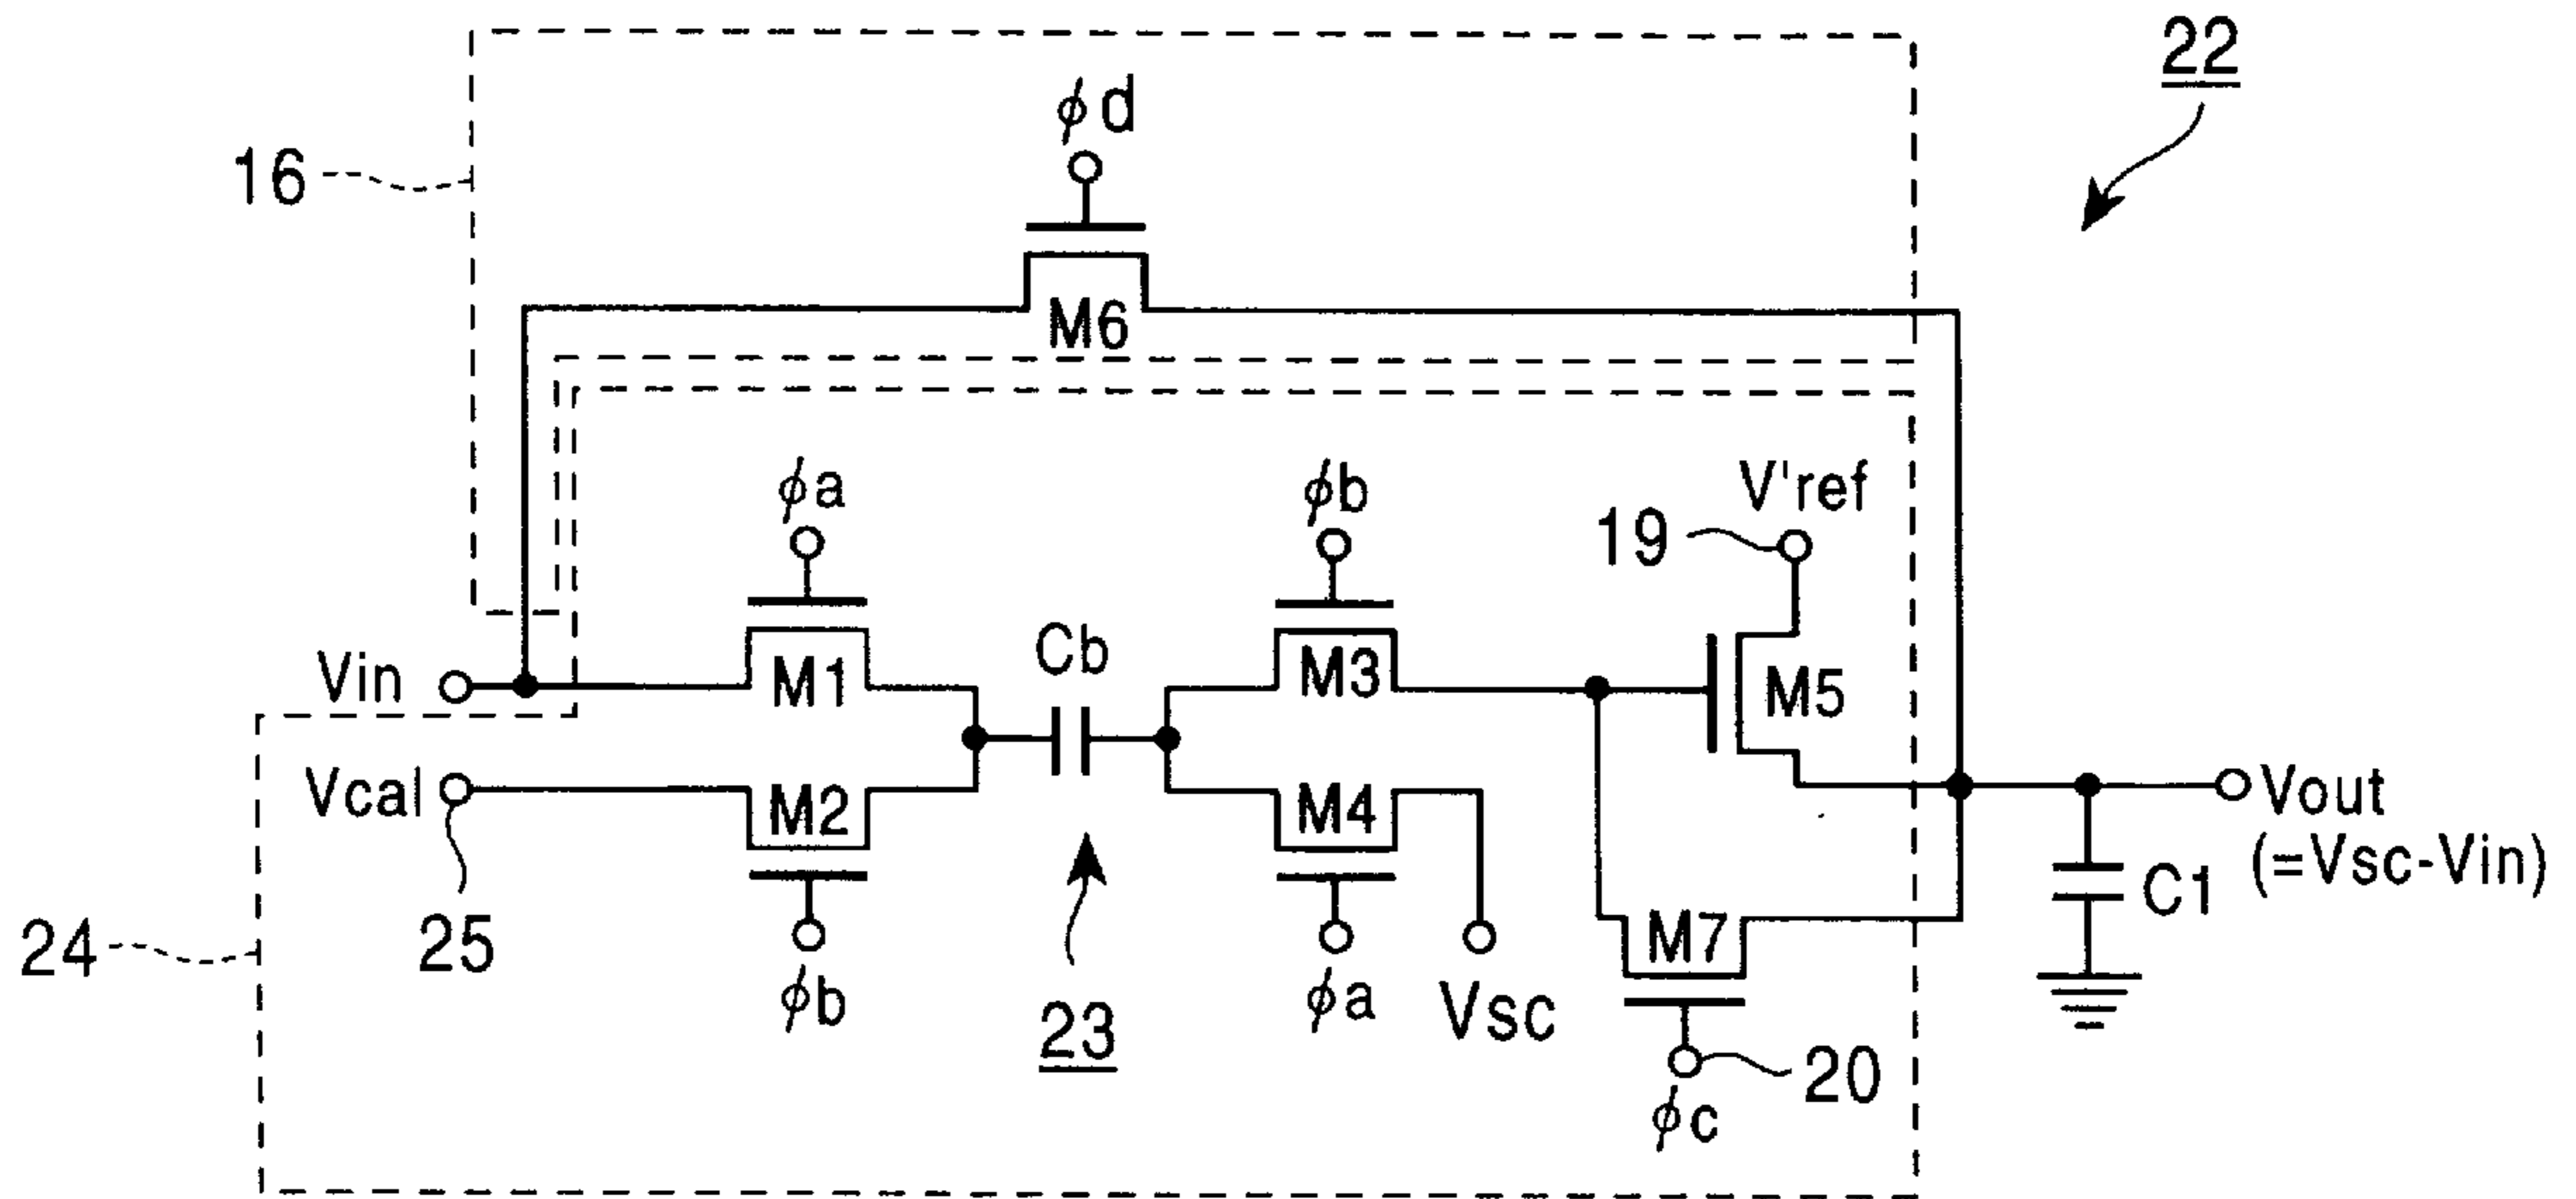 22
ϕd
16
M6
ϕa
ϕb
V'ref
19
Vin
M1
Cb
M3
M5
Vcal
M2
M4
Vout
(=Vsc-Vin)
C1
25
24
M7
ϕb
23
ϕa
Vsc
20
ϕc